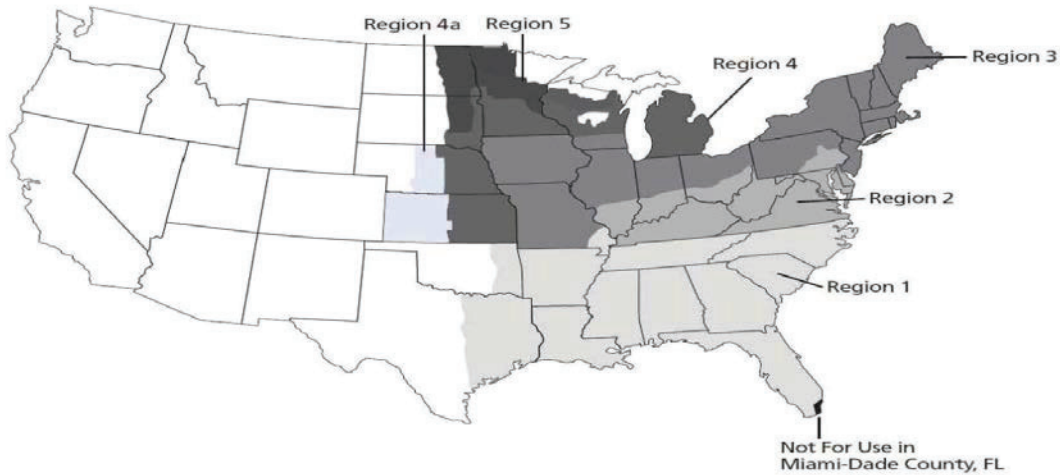 Region 4a
Region 5
Region 3
Region 4
Region 2
Region 1
Not For Use in
Miami-Dade County, FL